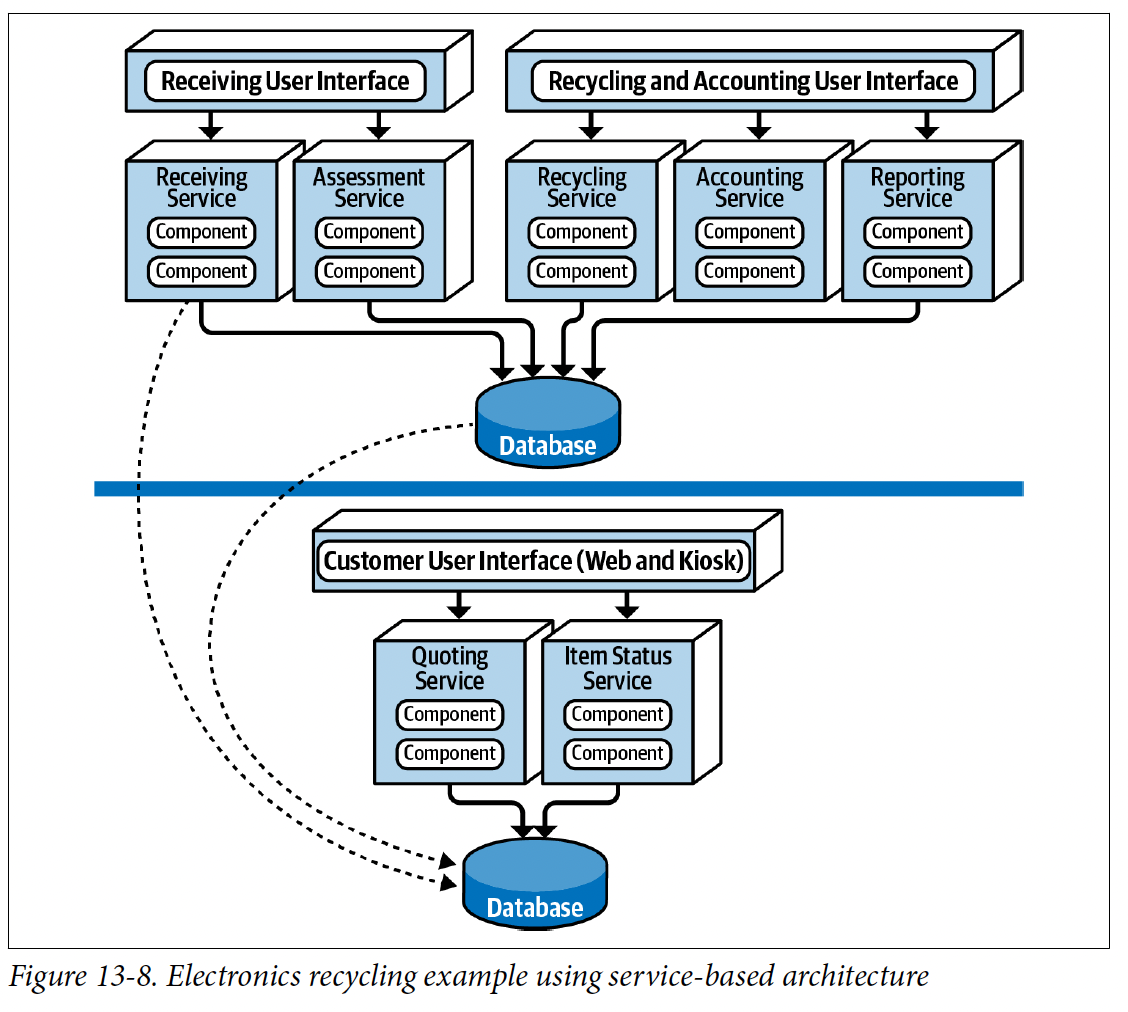 Receiving User Interface
Recycling and Accounting User Interface
Receiving
Service
Component
Component
Assessment
Service
Component
Component
Recycling
Service
Component
Component
Accounting
Service
Component
Component
Reporting
Service
Component
Component
Database
Customer User Interface (Web and Kiosk)
Quoting
Service
Component
Component
Item Status
Service
Component
Component
Database
Figure 13-8. Electronics recycling example using service-based architecture